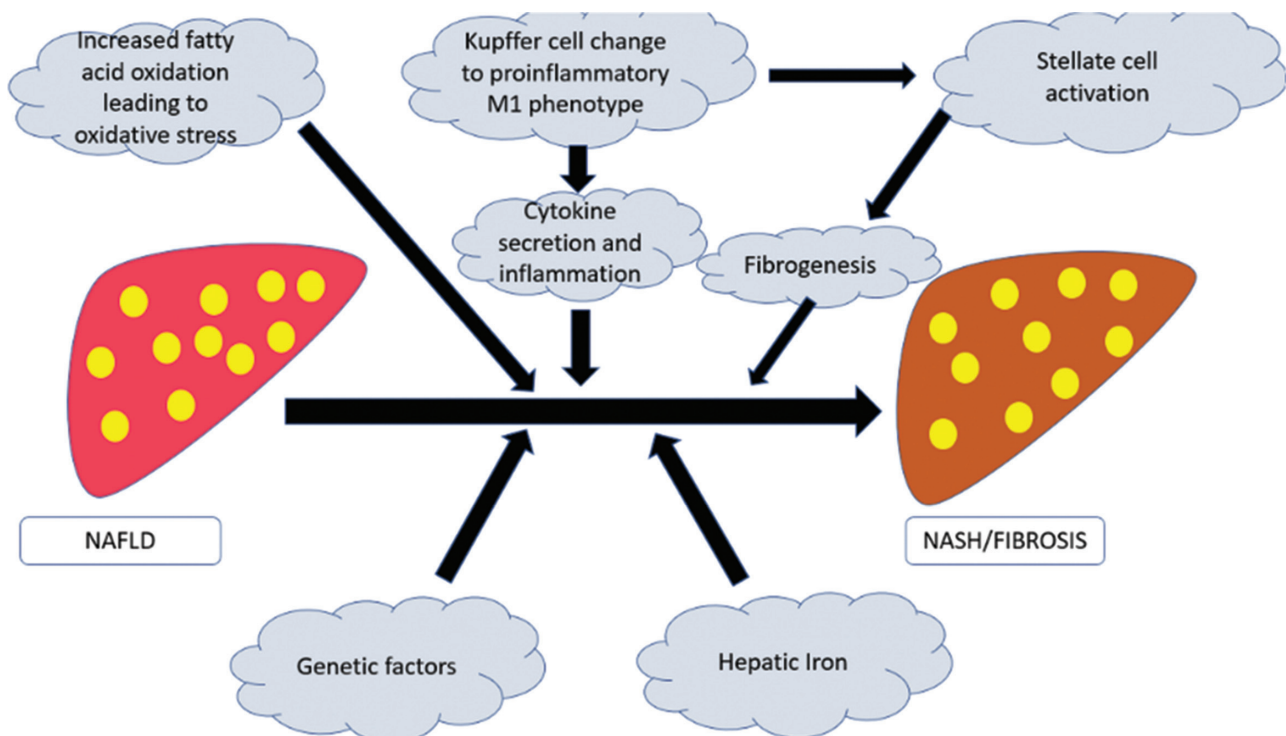 Increased fatty
acid oxidation
leading to
oxidative stress
Kupffer cell change
to proinflammatory
M1 phenotype
Stellate cell
activation
Cytokine
secretion and
inflammation
Fibrogenesis
NAFLD
NASH/FIBROSIS
Genetic factors
Hepatic Iron